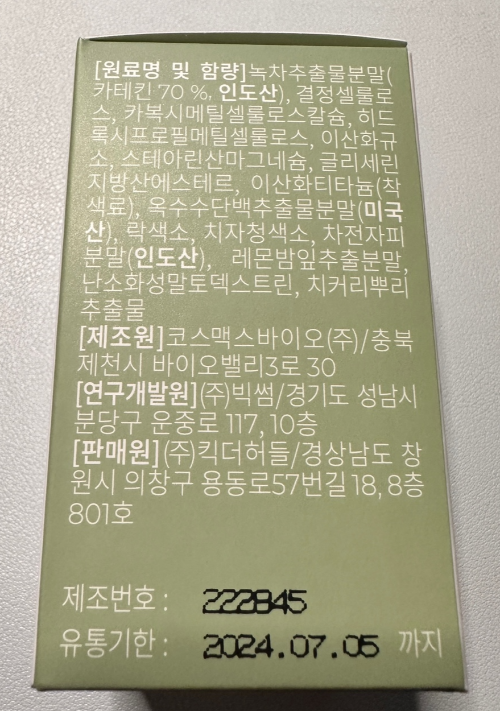 [원료명 및 함량]녹차추출물분말(
카테킨 70 %, 인도산), 결정셀룰로
스, 카복시메틸셀룰로스칼슘, 히드
록시프로필메틸셀룰로스, 이산화규
소, 스테아린산마그네슘, 글리세린
지방산에스테르, 이산화티타늄(착
색료), 옥수수단백추출물분말(미국
산), 락색소, 치자청색소, 차전자피
분말(인도산), 레몬밤잎추출분말,
난소화성말토덱스트린, 치커리뿌리
추출물
[제조원]코스맥스바이오(주)/충북
제천시 바이오밸리3로 30
[연구개발원](주)빅썸/경기도 성남시
분당구 운중로 117, 10층
[판매원](주)킥더허들/경상남도 창
원시 의창구 용동로57번길 18, 8층
801호
제조번호 : 222845
유통기한 : 2024.07.05 까지